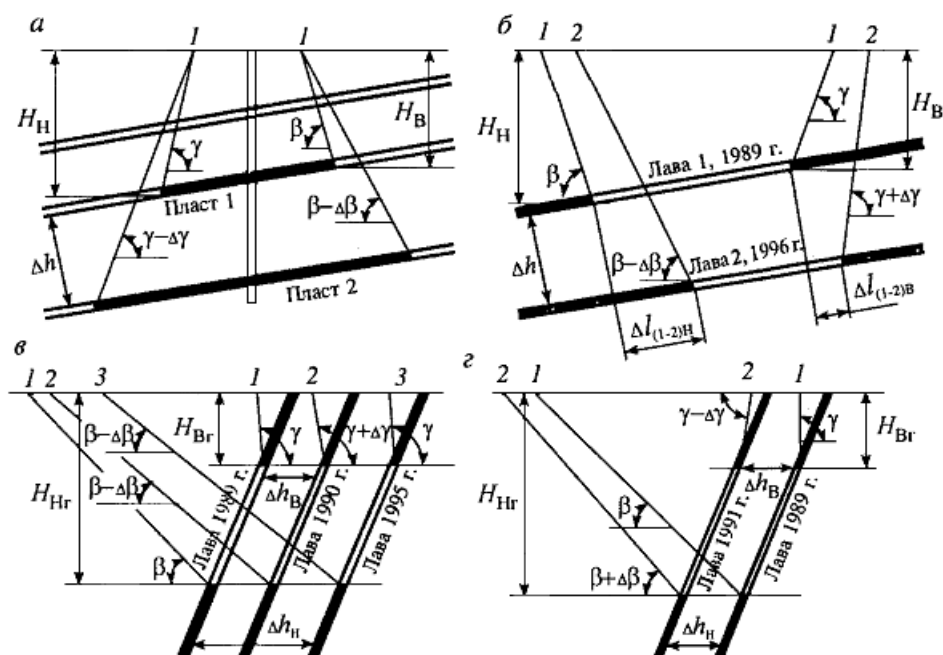 а
1 1
H_Н
γ
β
H_В
Пласт 1
γ−Δγ
β−Δβ
Δh
Пласт 2
б
1 2 1 2
H_Н
γ
H_В
Лава 1, 1989 г.
β
γ+Δγ
β−Δβ
Δh
Лава 2, 1996 г.
Δl_(1-2)В
Δl_(1-2)Н
в
1 2 3 1 2 3
H_Вг
β−Δβ
γ γ+Δγ γ
Δh_В
H_Нг
β−Δβ
β
Лава 1989 г.
Лава 1990 г.
Лава 1995 г.
Δh_н
г
2 1 2 1
γ−Δγ
γ
H_Вг
Δh_В
H_Нг
β
β+Δβ
Лава 1991 г.
Лава 1989 г.
Δh_н